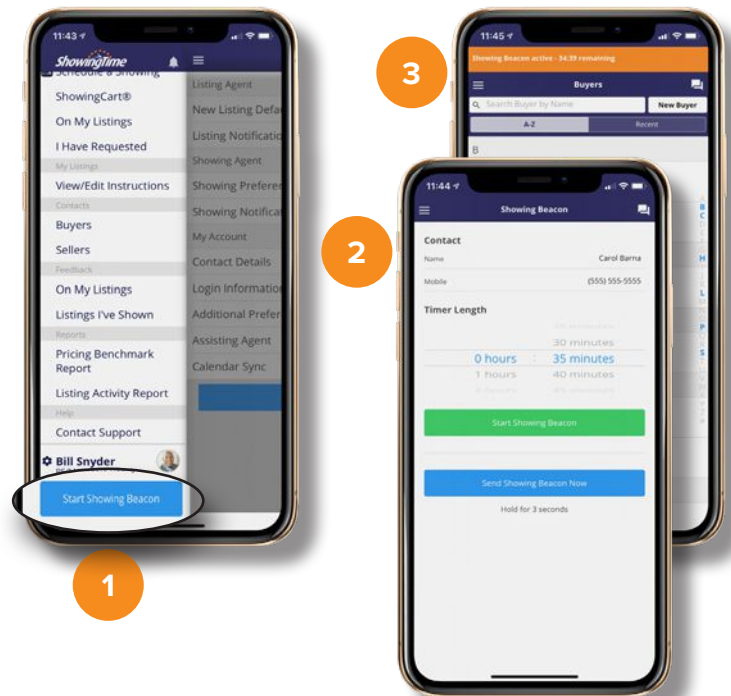 11:43
ShowingTime
Schedule a Showing
ShowingCart®
On My Listings
I Have Requested
My Listings
View/Edit Instructions
Contacts
Buyers
Sellers
Feedback
On My Listings
Listings I've Shown
Reports
Pricing Benchmark
Report
Listing Activity Report
Help
Contact Support
Bill Snyder
Start Showing Beacon
Listing Agent
New Listing Defa
Listing Notificatio
Showing Agent
Showing Preferen
Showing Notifica
My Account
Contact Details
Login Information
Additional Prefer
Assisting Agent
Calendar Sync
1
2
11:44
Showing Beacon
Contact
Name Carol Barna
Mobile (555) 555-5555
Timer Length
30 minutes
0 hours : 35 minutes
1 hours 40 minutes
Start Showing Beacon
Send Showing Beacon Now
Hold for 3 seconds
3
11:45
Showing Beacon active - 34:39 remaining
Buyers
Search Buyer by Name New Buyer
A-Z Recent
B
B
C
H
L
P
S